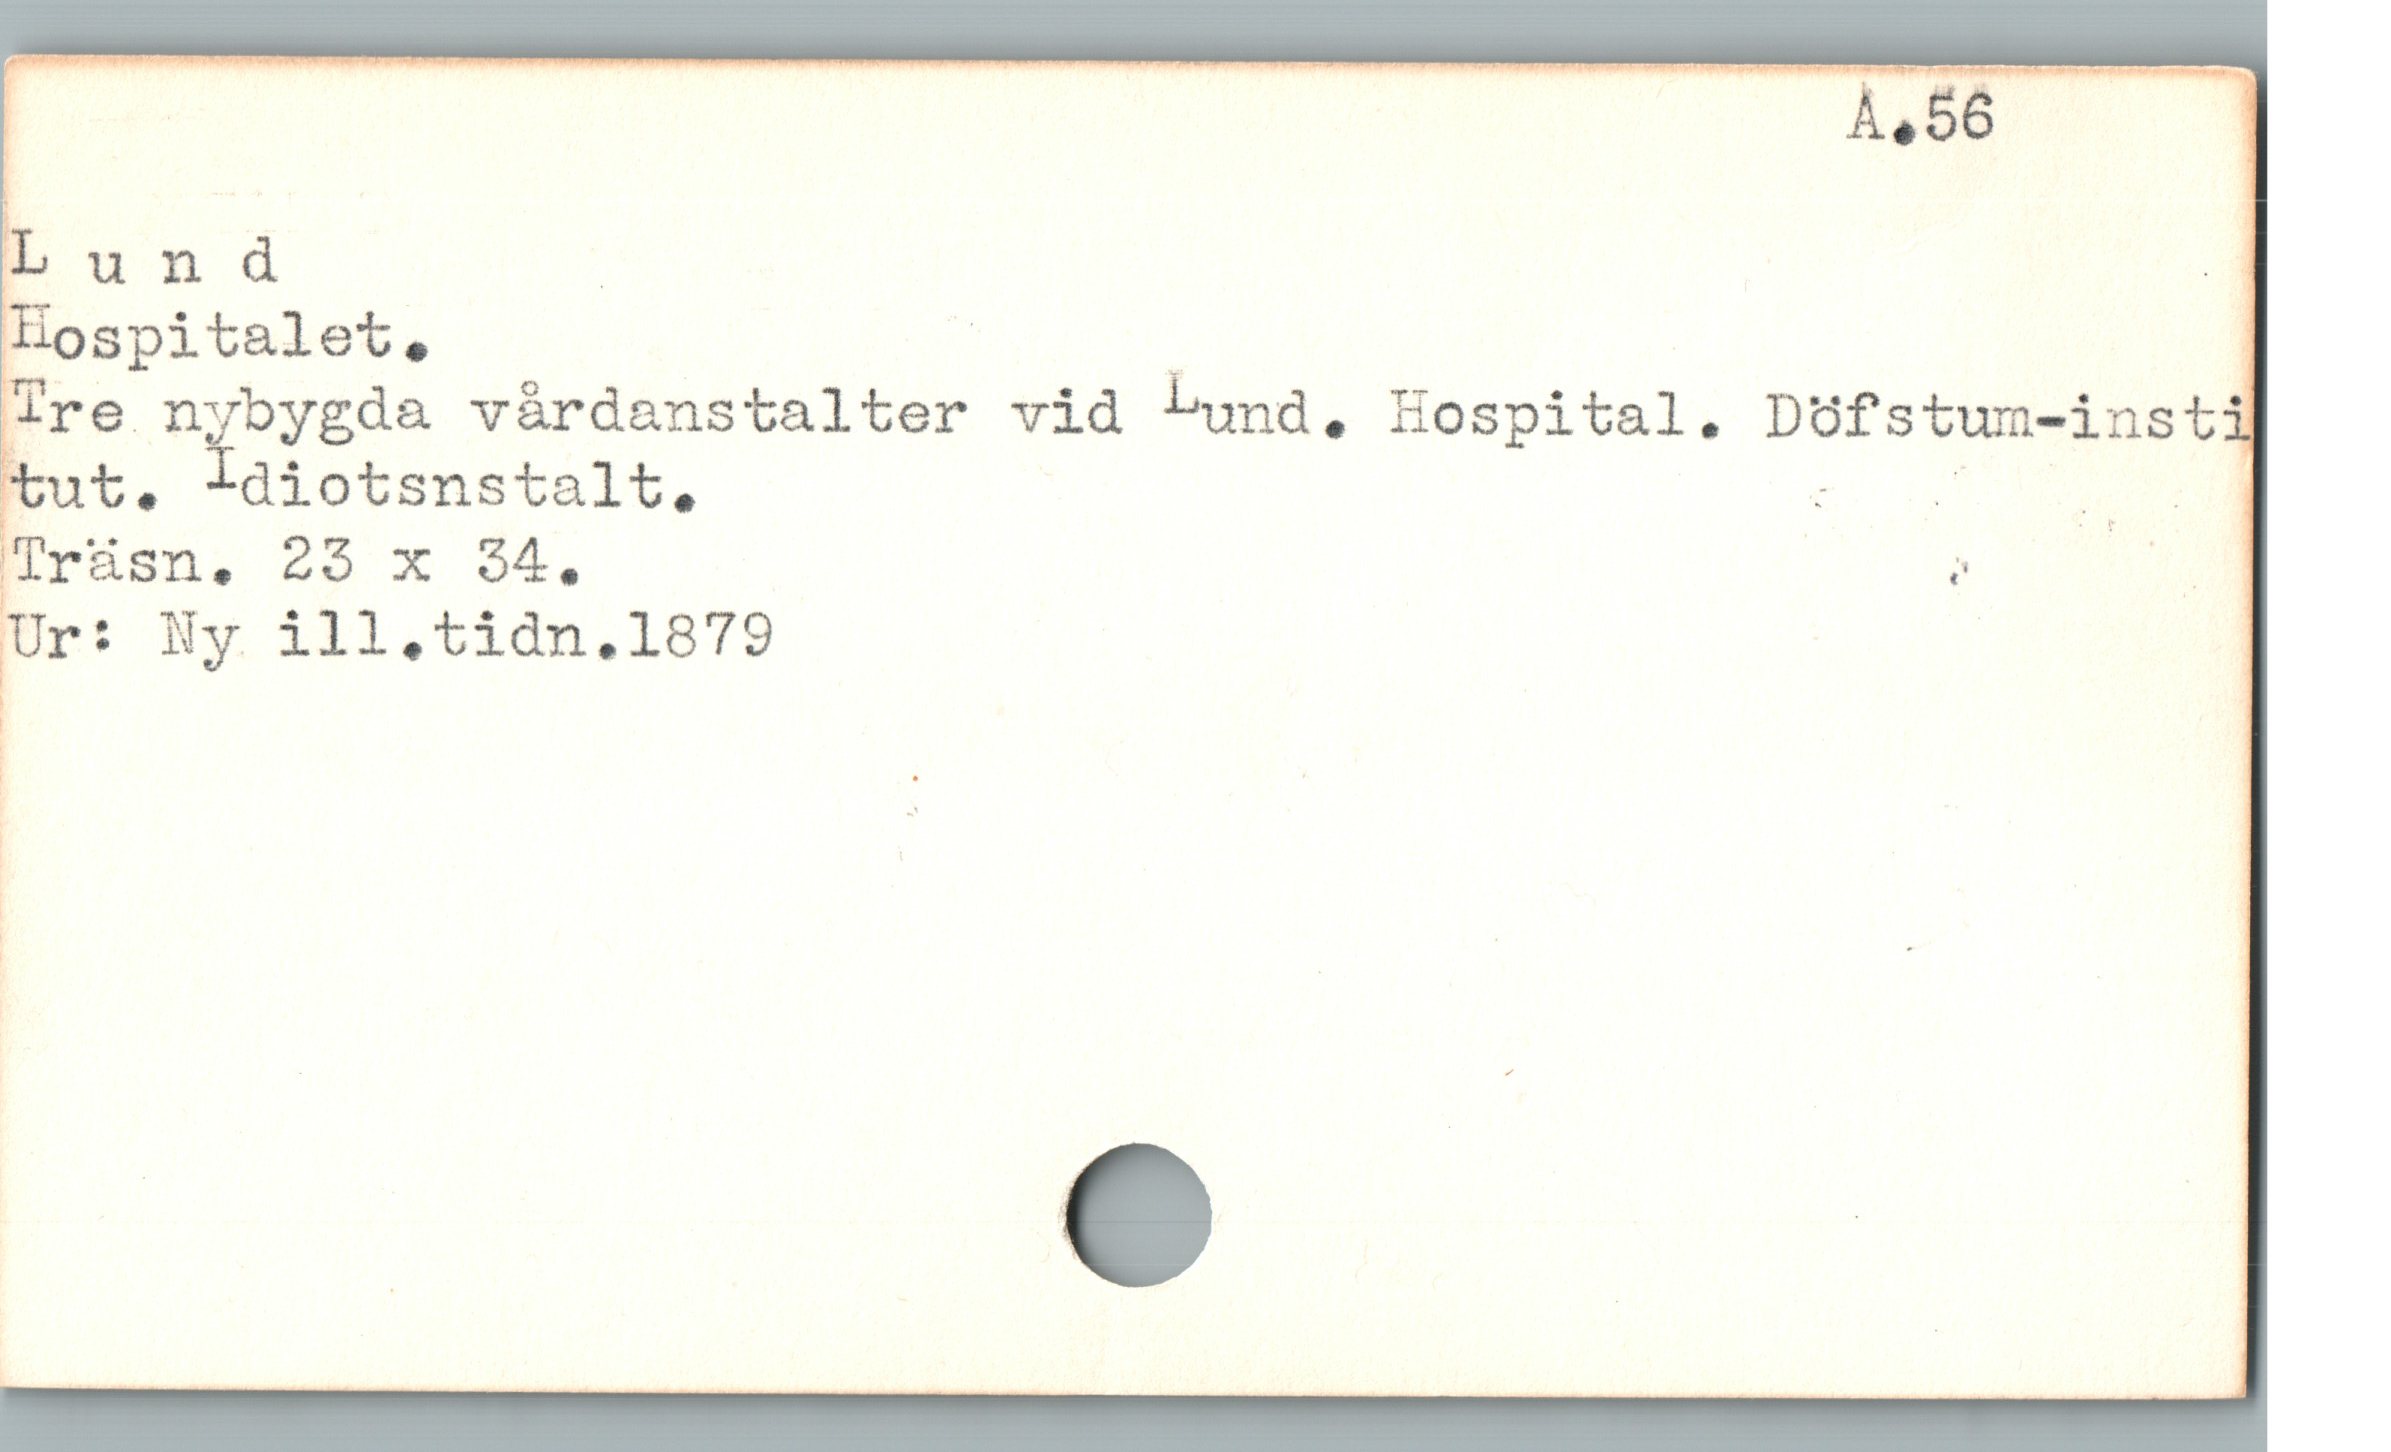 A.56
L u n d
Hospitalet.
Tre nybygda vårdanstalter vid Lund. Hospital. Döfstum-insti
tut. Idiotsnstalt.
Träsn. 23 x 34.
Ur: Ny ill.tidn.1879